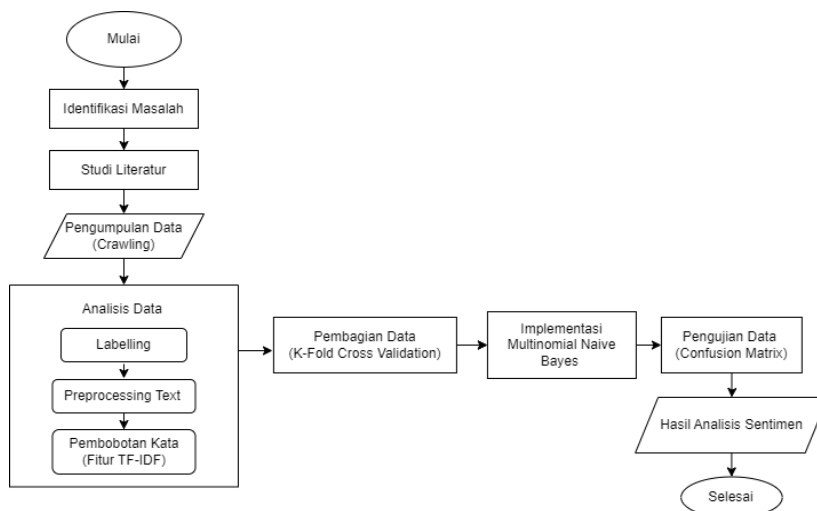 Mulai
Identifikasi Masalah
Studi Literatur
Pengumpulan Data
(Crawling)
Analisis Data
Labelling
Preprocessing Text
Pembobotan Kata
(Fitur TF-IDF)
Pembagian Data
(K-Fold Cross Validation)
Implementasi
Multinomial Naive
Bayes
Pengujian Data
(Confusion Matrix)
Hasil Analisis Sentimen
Selesai